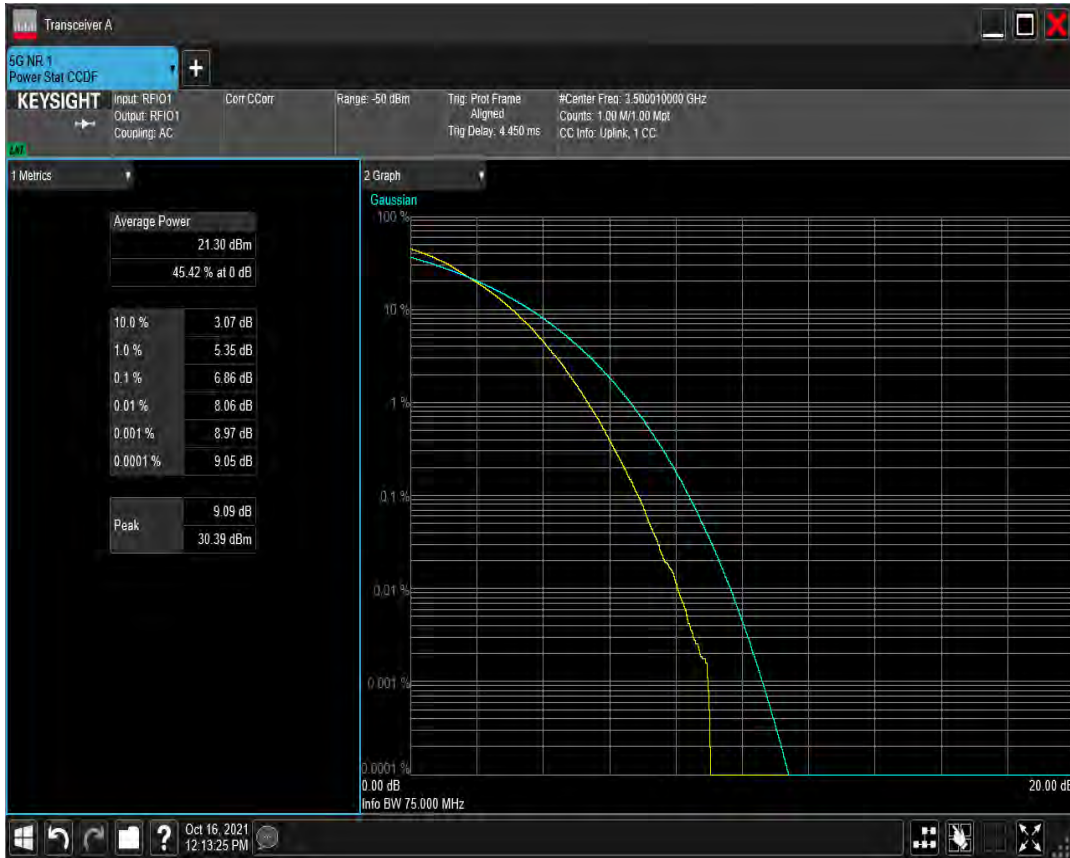 Transceiver A
5G NR 1
Power Stat CCDF
+
KEYSIGHT
Input: RFIO1
Output: RFIO1
Coupling: AC
Corr CCorr
Range: -50 dBm
Trig: Prot Frame
Aligned
Trig Delay: 4.450 ms
#Center Freq: 3.500010000 GHz
Counts: 1.00 M/1.00 Mpt
CC Info: Uplink, 1 CC
1 Metrics
Average Power
21.30 dBm
45.42 % at 0 dB
10.0 % 3.07 dB
1.0 % 5.35 dB
0.1 % 6.86 dB
0.01 % 8.06 dB
0.001 % 8.97 dB
0.0001 % 9.05 dB
Peak
9.09 dB
30.39 dBm
2 Graph
Gaussian
100 %
10 %
1 %
0.1 %
0.01 %
0.001 %
0.0001 %
0.00 dB
20.00 dB
Info BW 75.000 MHz
?
Oct 16, 2021
12:13:25 PM